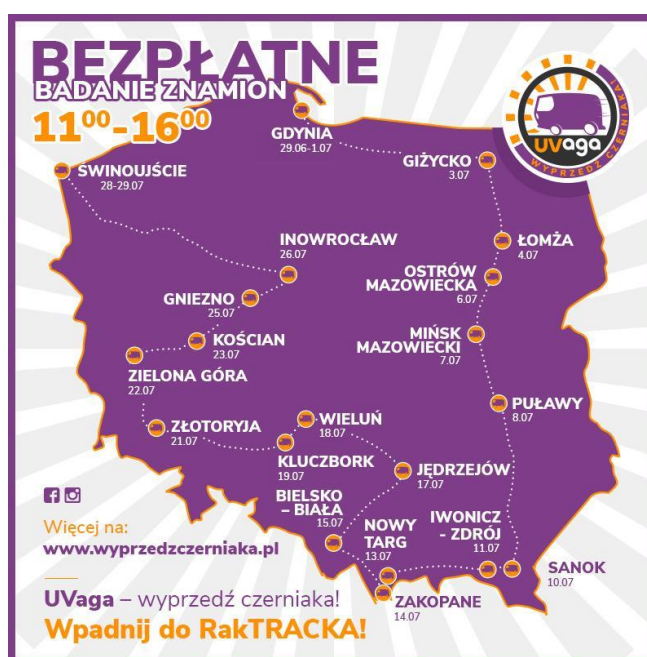 BEZPŁATNE
BADANIE ZNAMION
11⁰⁰-16⁰⁰
UVaga
WYPRZEDŹ CZERNIAKA!
GDYNIA
29.06-1.07
GIŻYCKO
3.07
ŚWINOUJŚCIE
28-29.07
ŁOMŻA
4.07
INOWROCŁAW
26.07
OSTRÓW
MAZOWIECKA
6.07
GNIEZNO
25.07
KOŚCIAN
23.07
MIŃSK
MAZOWIECKI
7.07
ZIELONA GÓRA
22.07
PUŁAWY
8.07
ZŁOTORYJA
21.07
WIELUŃ
18.07
KLUCZBORK
19.07
JĘDRZEJÓW
17.07
BIELSKO
– BIAŁA
15.07
NOWY
TARG
13.07
IWONICZ
- ZDRÓJ
11.07
SANOK
10.07
ZAKOPANE
14.07
Więcej na:
www.wyprzedzczerniaka.pl
UVaga – wyprzedź czerniaka!
Wpadnij do RakTRACKA!